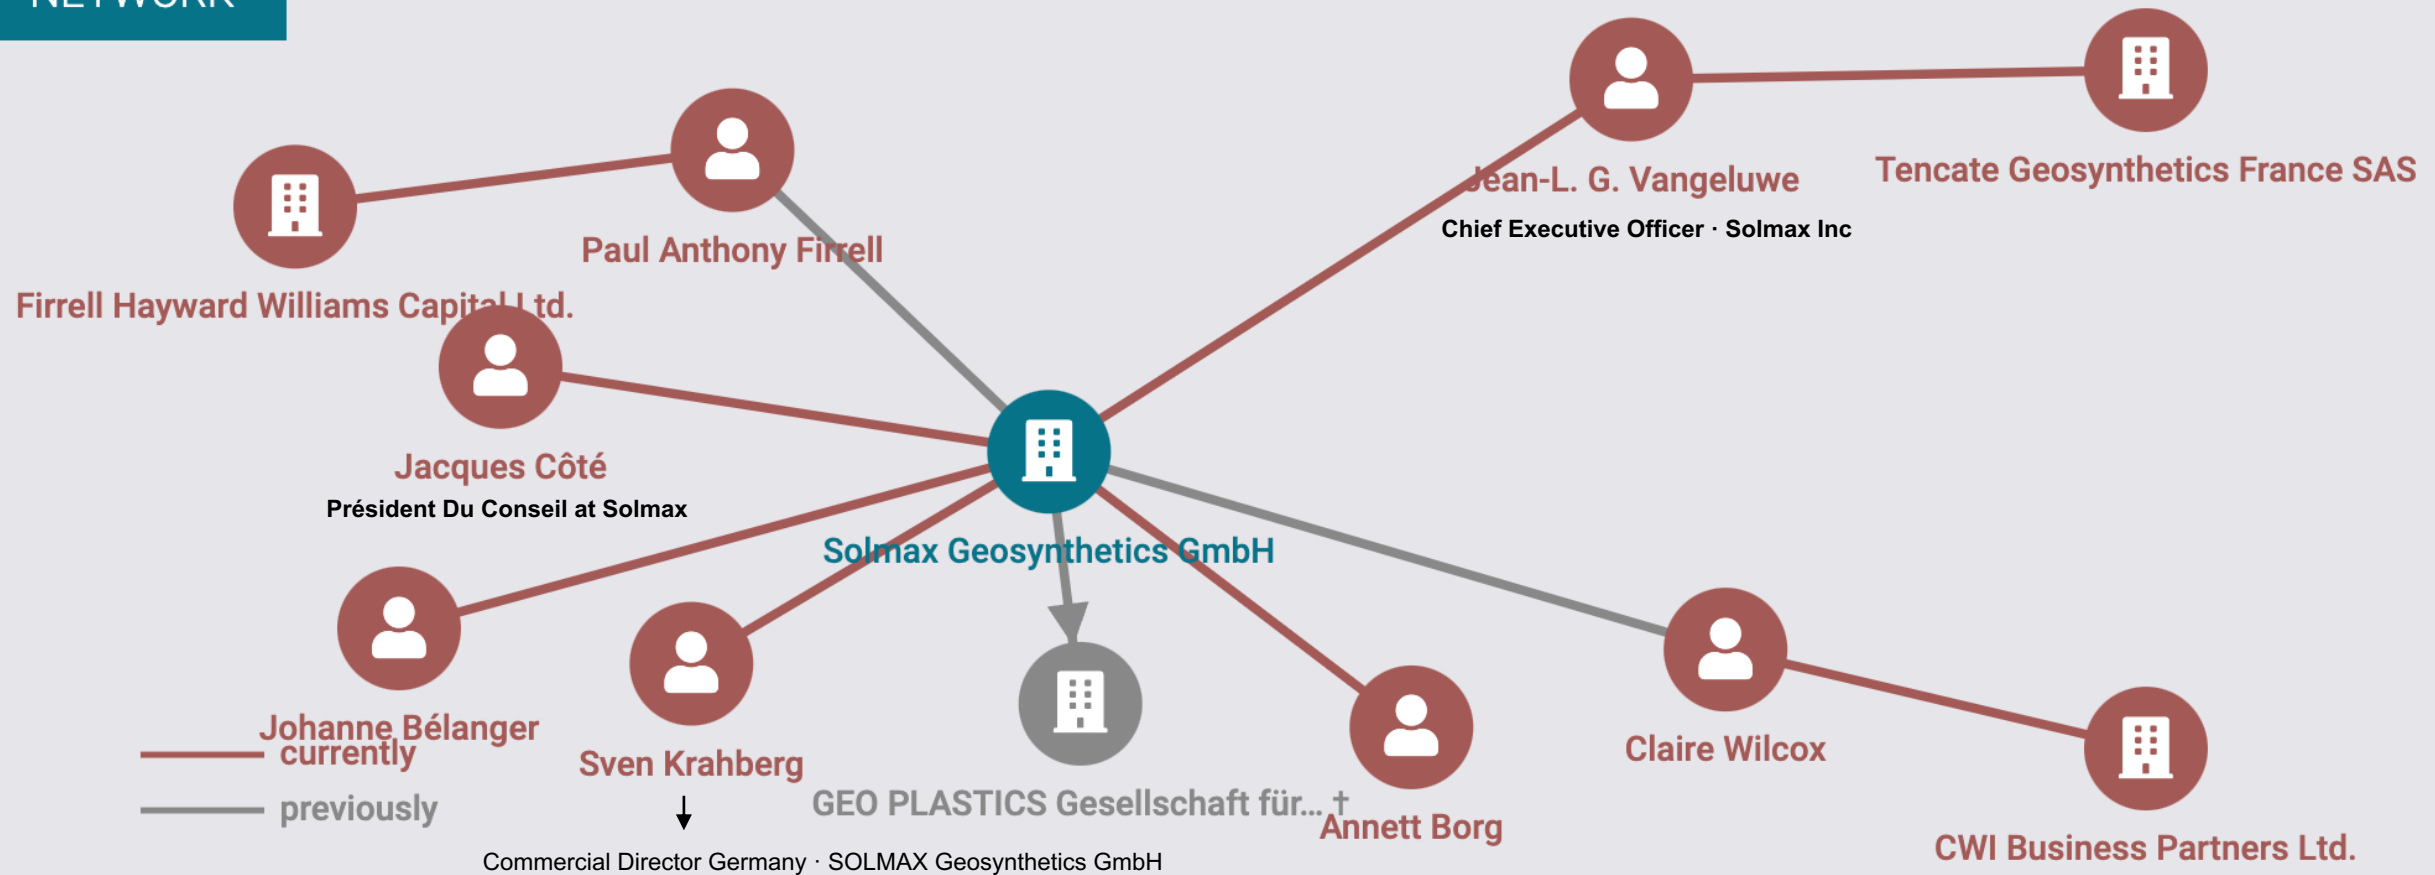 NETWORK
Jean-L. G. Vangeluwe
Tencate Geosynthetics France SAS
Chief Executive Officer · Solmax Inc
Paul Anthony Firrell
Firrell Hayward Williams Capital Ltd.
Jacques Côté
Président Du Conseil at Solmax
Solmax Geosynthetics GmbH
Johanne Bélanger
currently
Sven Krahberg
previously
GEO PLASTICS Gesellschaft für... †
Annett Borg
Claire Wilcox
CWI Business Partners Ltd.
Commercial Director Germany · SOLMAX Geosynthetics GmbH